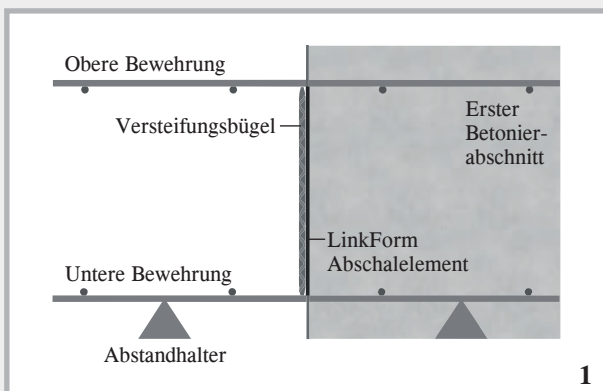 Obere Bewehrung
Versteifungsbügel
Erster
Betonier-
abschnitt
LinkForm
Abschalelement
Untere Bewehrung
Abstandhalter
1